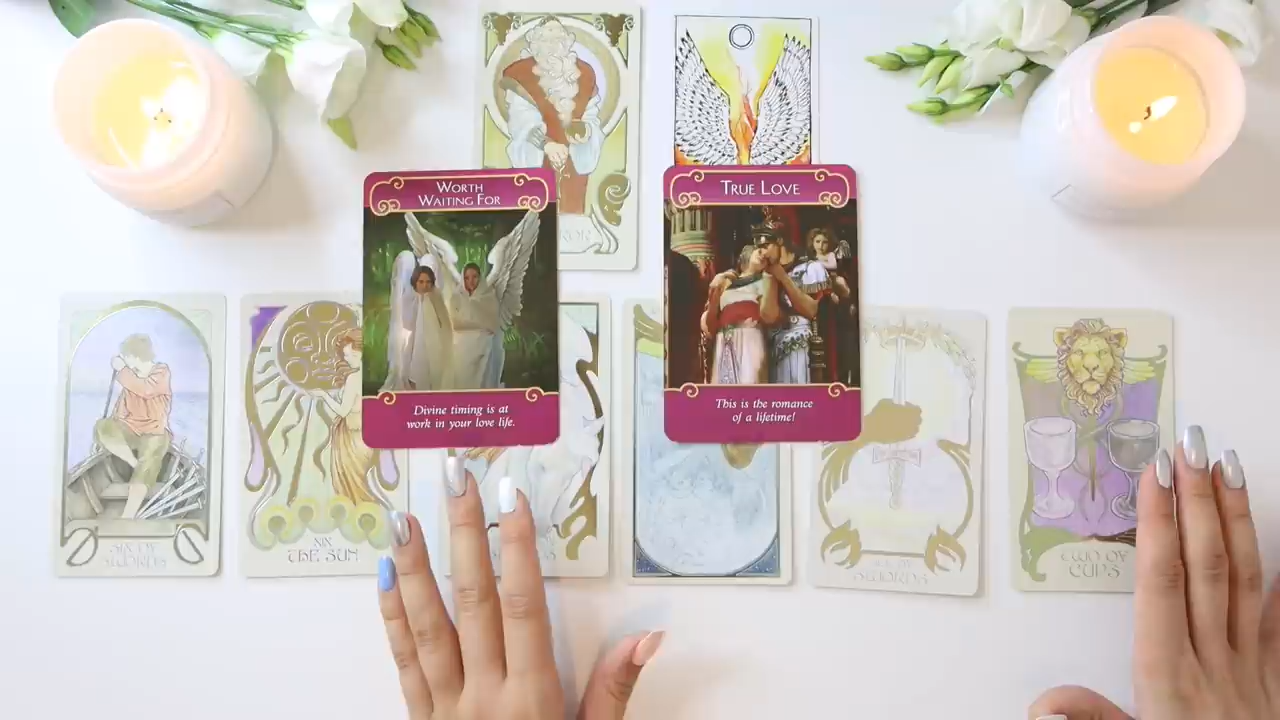 WORTH
WAITING FOR
TRUE LOVE
Divine timing is at
work in your love life.
This is the romance
of a lifetime!
SIX OF
SWORDS
XIX
THE SUN
SWORDS
TWO OF
CUPS